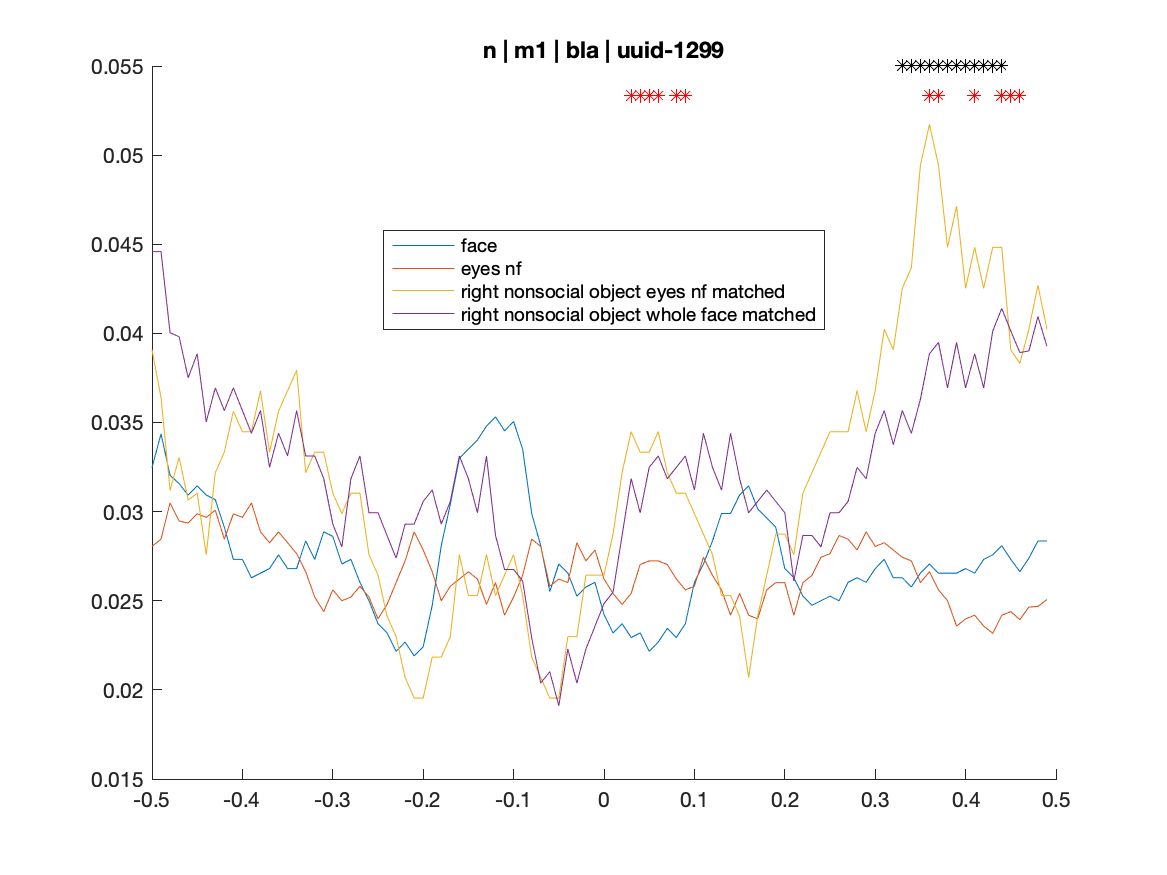 n | m1 | bla | uuid-1299
0.055
0.05
0.045
0.04
0.035
0.03
0.025
0.02
0.015
face
eyes nf
right nonsocial object eyes nf matched
right nonsocial object whole face matched
-0.5 -0.4 -0.3 -0.2 -0.1 0 0.1 0.2 0.3 0.4 0.5